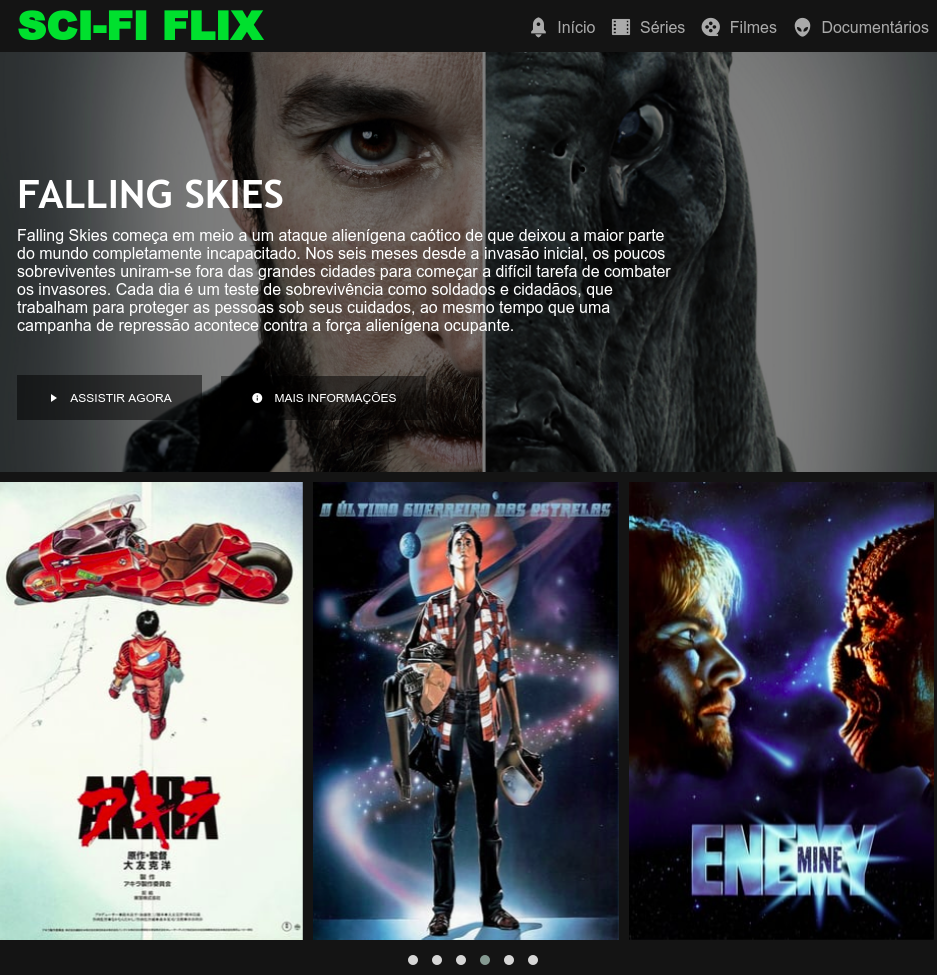 SCI-FI FLIX
Início Séries Filmes Documentários
FALLING SKIES
Falling Skies começa em meio a um ataque alienígena caótico de que deixou a maior parte
do mundo completamente incapacitado. Nos seis meses desde a invasão inicial, os poucos
sobreviventes uniram-se fora das grandes cidades para começar a difícil tarefa de combater
os invasores. Cada dia é um teste de sobrevivência como soldados e cidadãos, que
trabalham para proteger as pessoas sob seus cuidados, ao mesmo tempo que uma
campanha de repressão acontece contra a força alienígena ocupante.
ASSISTIR AGORA
MAIS INFORMAÇÕES
AKIRA
アキラ
原作・監督
大友克洋
製作
アキラ製作委員会
O ÚLTIMO GUERREIRO DAS ESTRELAS
ENEMY
MINE